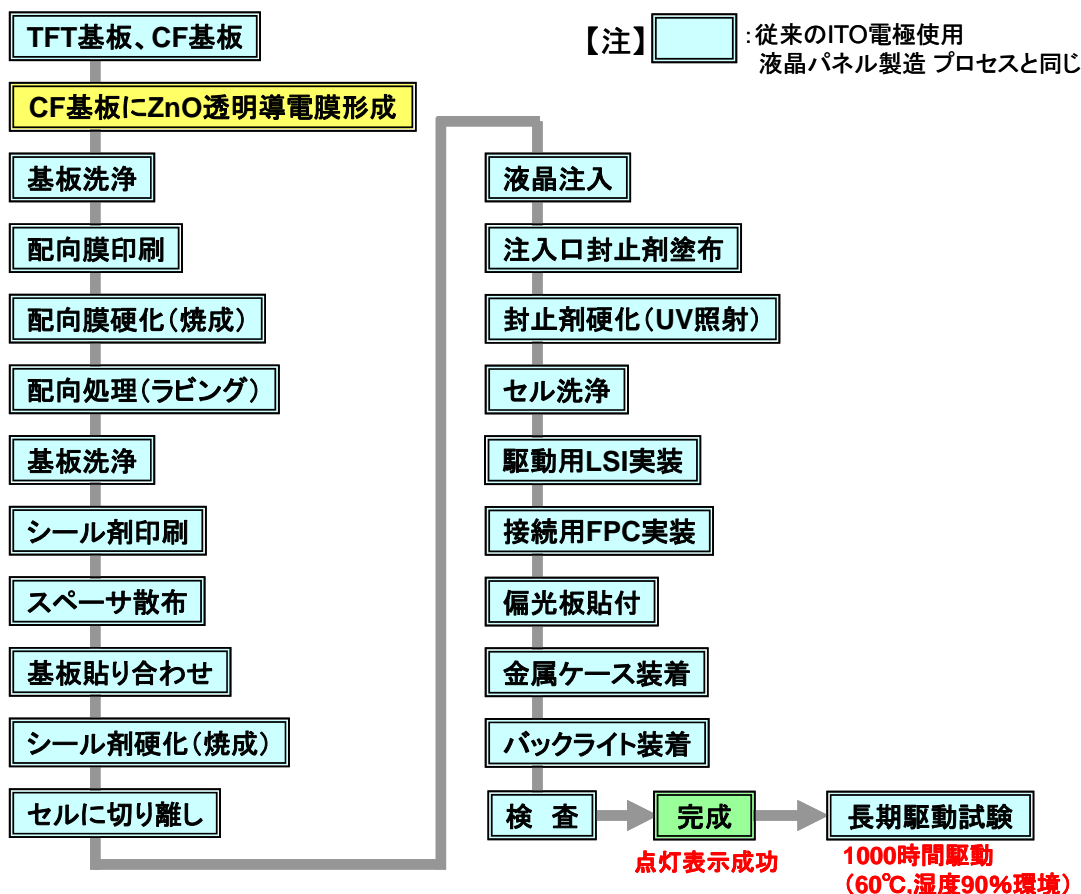 TFT基板、CF基板
CF基板にZnO透明導電膜形成
基板洗浄
配向膜印刷
配向膜硬化(焼成)
配向処理(ラビング)
基板洗浄
シール剤印刷
スペーサ散布
基板貼り合わせ
シール剤硬化(焼成)
セルに切り離し
【注】
:従来のITO電極使用
液晶パネル製造 プロセスと同じ
液晶注入
注入口封止剤塗布
封止剤硬化(UV照射)
セル洗浄
駆動用LSI実装
接続用FPC実装
偏光板貼付
金属ケース装着
バックライト装着
検 査
完成
点灯表示成功
長期駆動試験
1000時間駆動
(60℃,湿度90%環境)